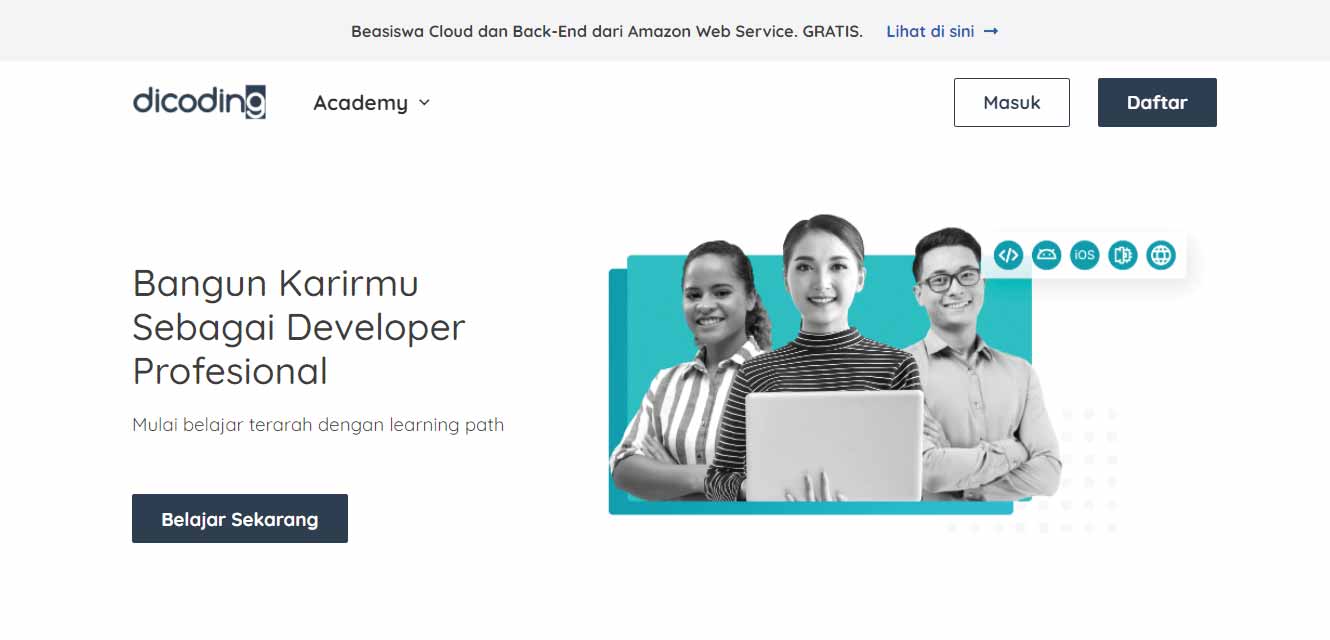 Beasiswa Cloud dan Back-End dari Amazon Web Service. GRATIS. Lihat di sini →
dicoding Academy Masuk Daftar
iOS
Bangun Karirmu
Sebagai Developer
Profesional
Mulai belajar terarah dengan learning path
Belajar Sekarang